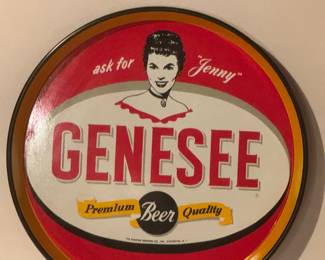 ask for "Jenny"
GENESEE
Premium Beer Quality